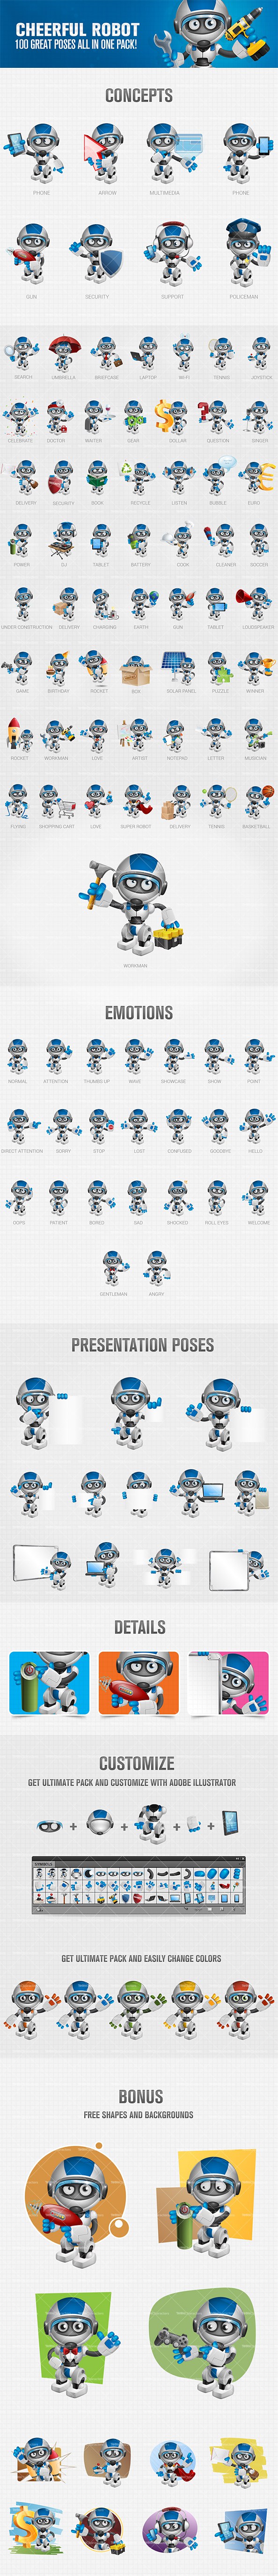 CHEERFUL ROBOT
100 GREAT POSES ALL IN ONE PACK!
CONCEPTS
PHONE ARROW MULTIMEDIA PHONE
GUN SECURITY SUPPORT POLICEMAN
SEARCH UMBRELLA BRIEFCASE LAPTOP WI-FI TENNIS JOYSTICK
CELEBRATE DOCTOR WAITER GEAR DOLLAR QUESTION SINGER
DELIVERY SECURITY BOOK RECYCLE LISTEN BUBBLE EURO
POWER DJ TABLET BATTERY COOK CLEANER SOCCER
UNDER CONSTRUCTION DELIVERY CHARGING EARTH GUN TABLET LOUDSPEAKER
GAME BIRTHDAY ROCKET BOX SOLAR PANEL PUZZLE WINNER
ROCKET WORKMAN LOVE ARTIST NOTEPAD LETTER MUSICIAN
FLYING SHOPPING CART LOVE SUPER ROBOT DELIVERY TENNIS BASKETBALL
WORKMAN
EMOTIONS
NORMAL ATTENTION THUMBS UP WAVE SHOWCASE SHOW POINT
DIRECT ATTENTION SORRY STOP LOST CONFUSED GOODBYE HELLO
OOPS PATIENT BORED SAD SHOCKED ROLL EYES WELCOME
GENTLEMAN ANGRY
PRESENTATION POSES
DETAILS
CUSTOMIZE
GET ULTIMATE PACK AND CUSTOMIZE WITH ADOBE ILLUSTRATOR
+ + + +
SYMBOLS
GET ULTIMATE PACK AND EASILY CHANGE COLORS
BONUS
FREE SHAPES AND BACKGROUNDS